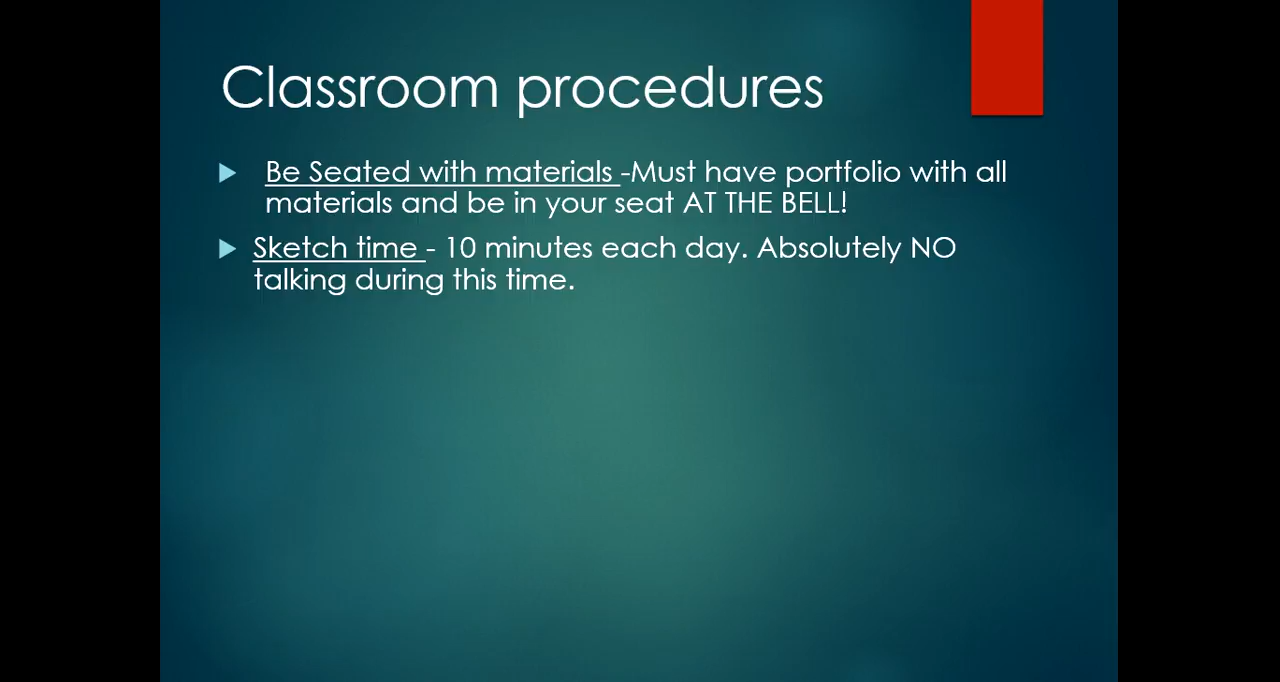 Classroom procedures
Be Seated with materials -Must have portfolio with all
materials and be in your seat AT THE BELL!
Sketch time - 10 minutes each day. Absolutely NO
talking during this time.